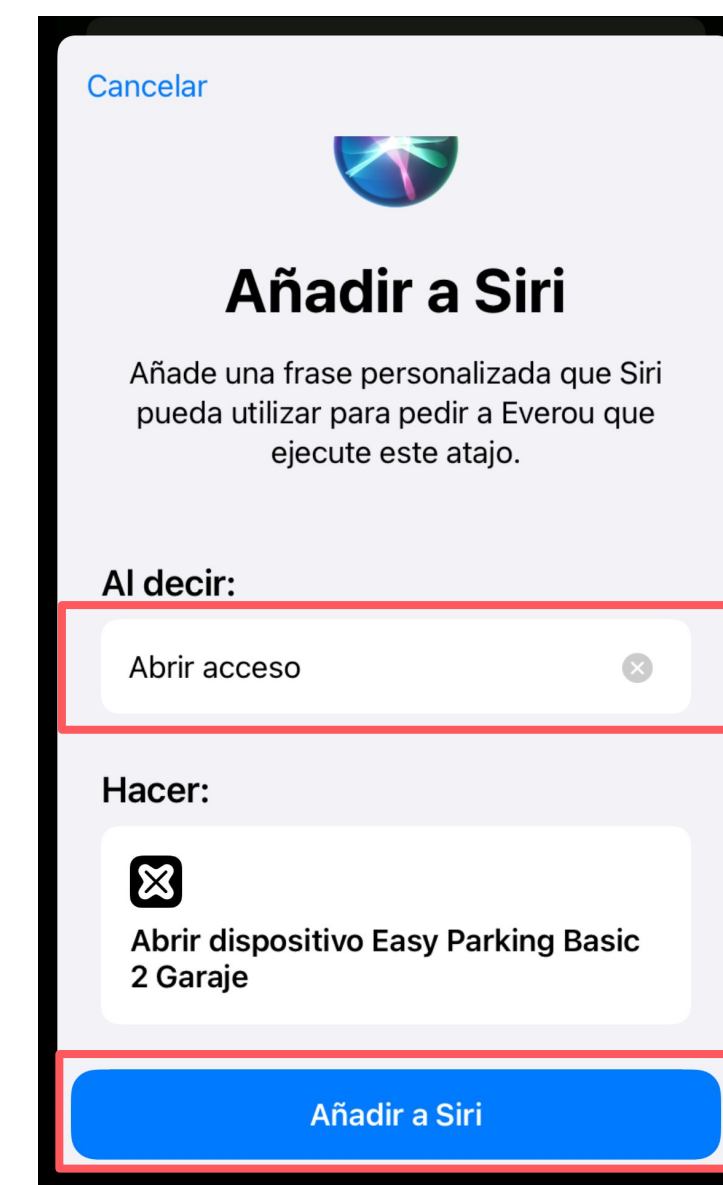 Cancelar
Añadir a Siri
Añade una frase personalizada que Siri
pueda utilizar para pedir a Everou que
ejecute este atajo.
Al decir:
Abrir acceso
Hacer:
Abrir dispositivo Easy Parking Basic
2 Garaje
Añadir a Siri